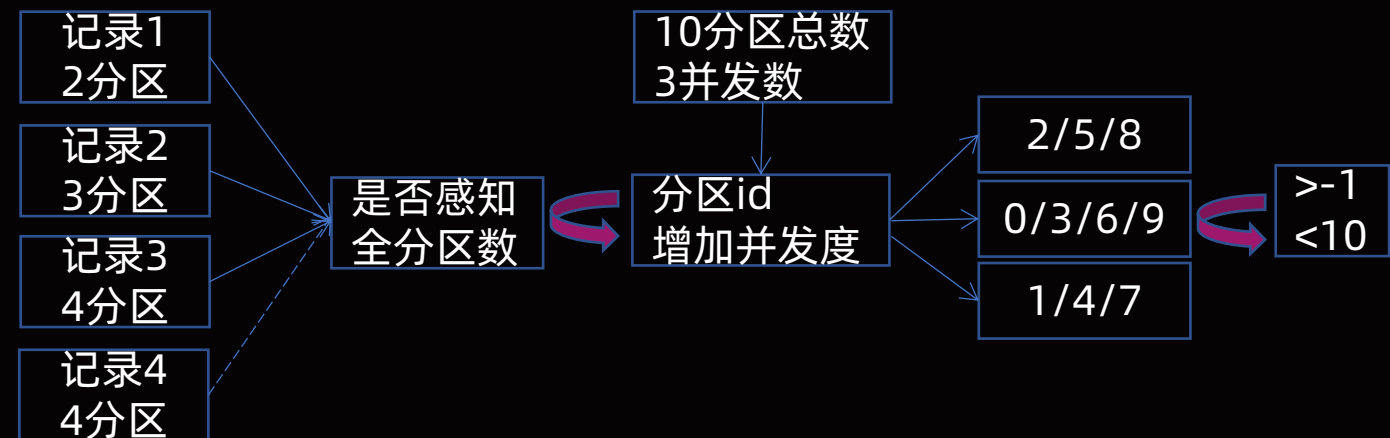 记录1
2分区
记录2
3分区
记录3
4分区
记录4
4分区
是否感知
全分区数
10分区总数
3并发数
分区id
增加并发度
2/5/8
0/3/6/9
1/4/7
>-1
<10